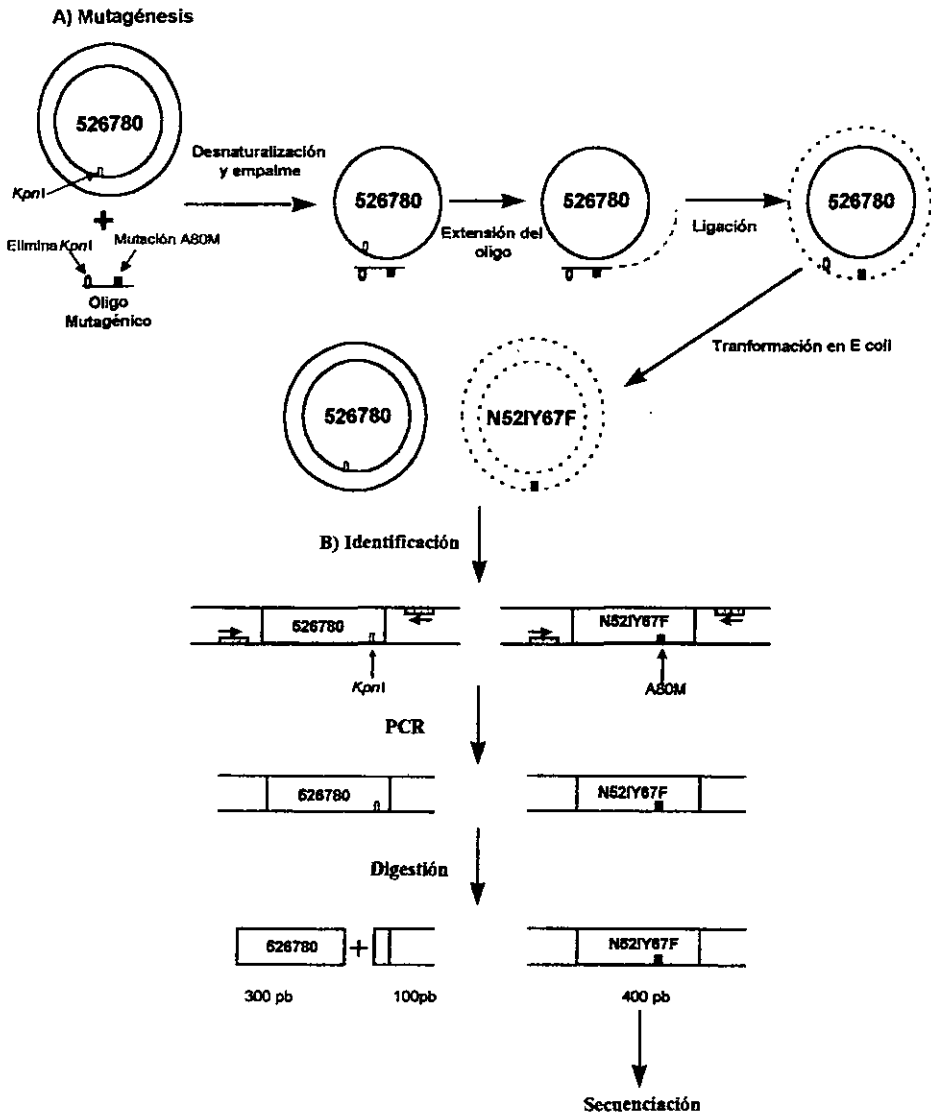 A) Mutagénesis
526780
KpnI
+
Elimina KpnI
Mutación A80M
Oligo
Mutagénico
Desnaturalización
y empalme
526780
Extensión del
oligo
526780
Ligación
526780
Tranformación en E coli
526780
N52IY67F
B) Identificación
526780
KpnI
N52IY67F
A80M
PCR
526780
N52IY67F
Digestión
526780
+
N52IY67F
300 pb
100pb
400 pb
Secuenciación